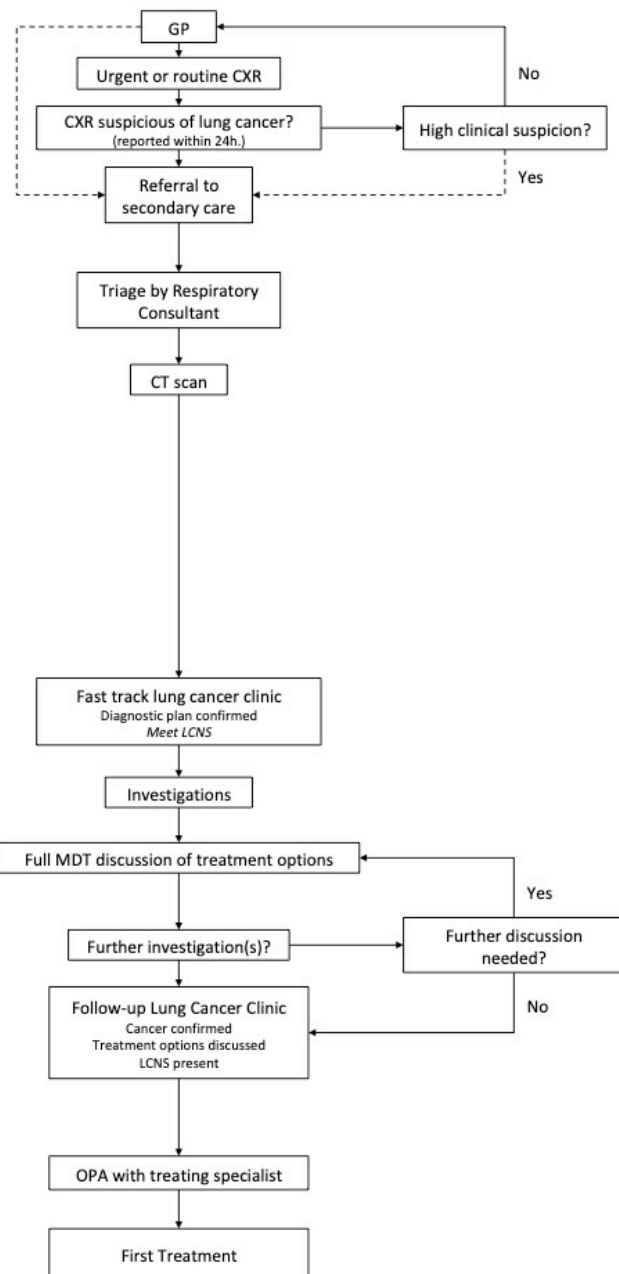 GP
Urgent or routine CXR
No
CXR suspicious of lung cancer?
(reported within 24h.)
High clinical suspicion?
Yes
Referral to
secondary care
Triage by Respiratory
Consultant
CT scan
Fast track lung cancer clinic
Diagnostic plan confirmed
Meet LCNS
Investigations
Full MDT discussion of treatment options
Yes
Further investigation(s)?
Further discussion
needed?
No
Follow-up Lung Cancer Clinic
Cancer confirmed
Treatment options discussed
LCNS present
OPA with treating specialist
First Treatment